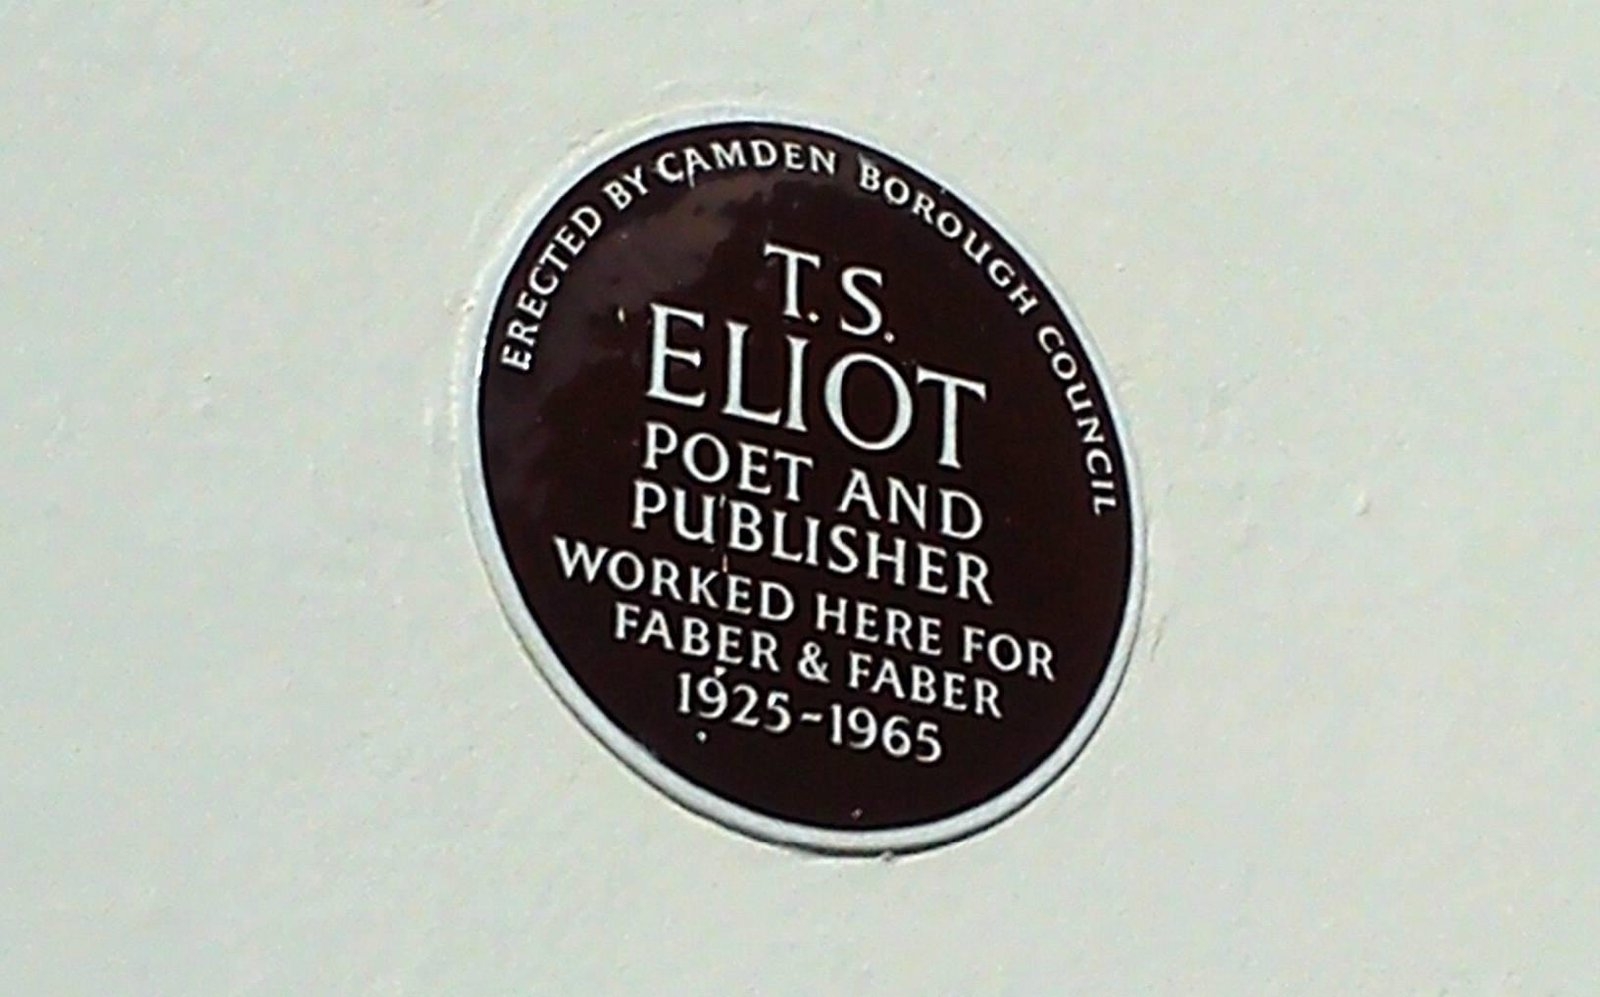 ERECTED BY CAMDEN BOROUGH COUNCIL
T.S.
ELIOT
POET AND
PUBLISHER
WORKED HERE FOR
FABER & FABER
1925-1965